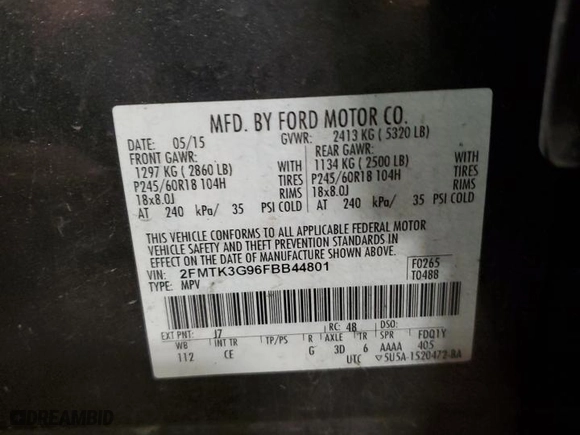 MFD. BY FORD MOTOR CO.
DATE: 05/15 GVWR: 2413 KG ( 5320 LB)
FRONT GAWR: REAR GAWR:
1297 KG ( 2860 LB) WITH 1134 KG ( 2500 LB) WITH
P245/60R18 104H TIRES P245/60R18 104H TIRES
18x8.0J RIMS 18x8.0J RIMS
AT 240 kPa/ 35 PSI COLD AT 240 kPa/ 35 PSI COLD
THIS VEHICLE CONFORMS TO ALL APPLICABLE FEDERAL MOTOR
VEHICLE SAFETY AND THEFT PREVENTION STANDARDS IN
EFFECT ON THE DATE OF MANUFACTURE SHOWN ABOVE.
VIN: 2FMTK3G96FBB44801 F0265
TYPE: MPV T0488
EXT PNT: J7 RC: 48 DSO: FDQ1Y
WB INT TR TP/PS R AXLE TR SPR
112 CE G 3D 6 AAAA 405
UTC 5U5A-1520472-BA
DREAMBID